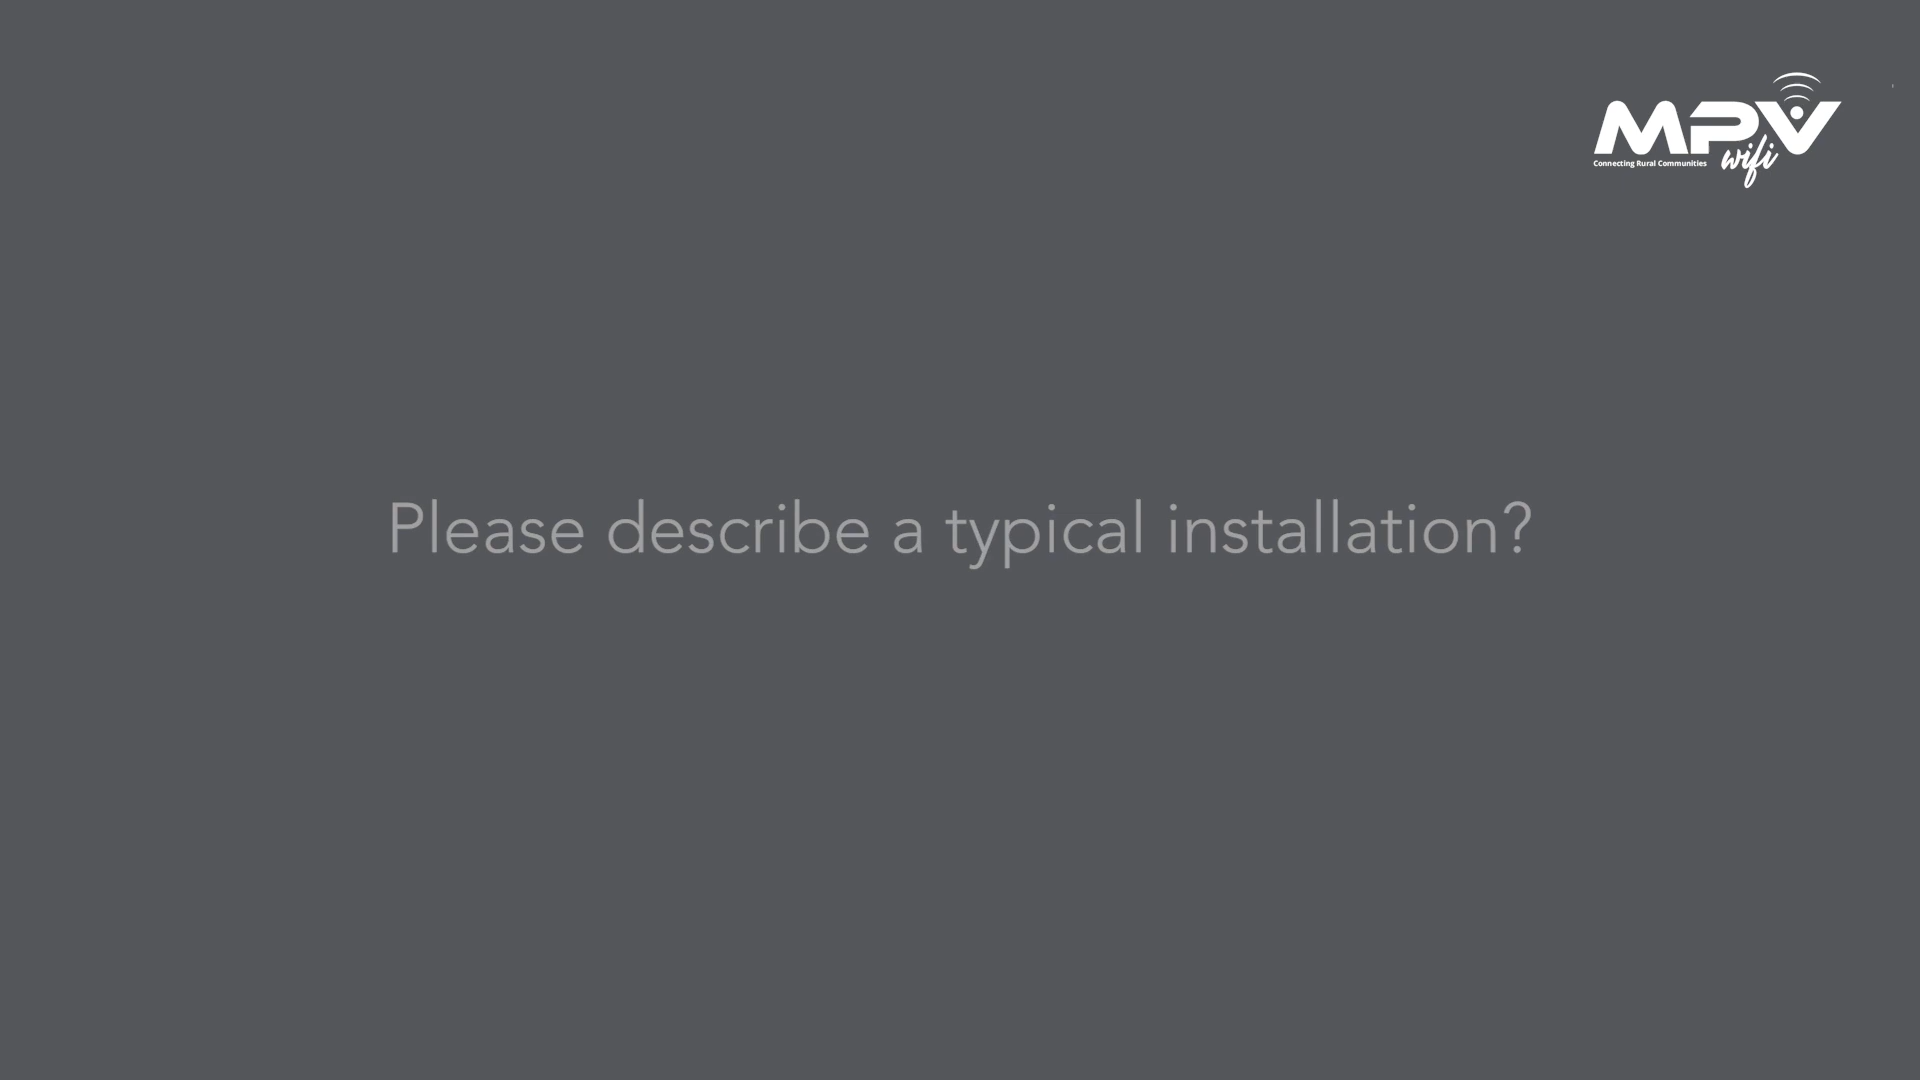 MPV
Connecting Rural Communities
wifi
Please describe a typical installation?